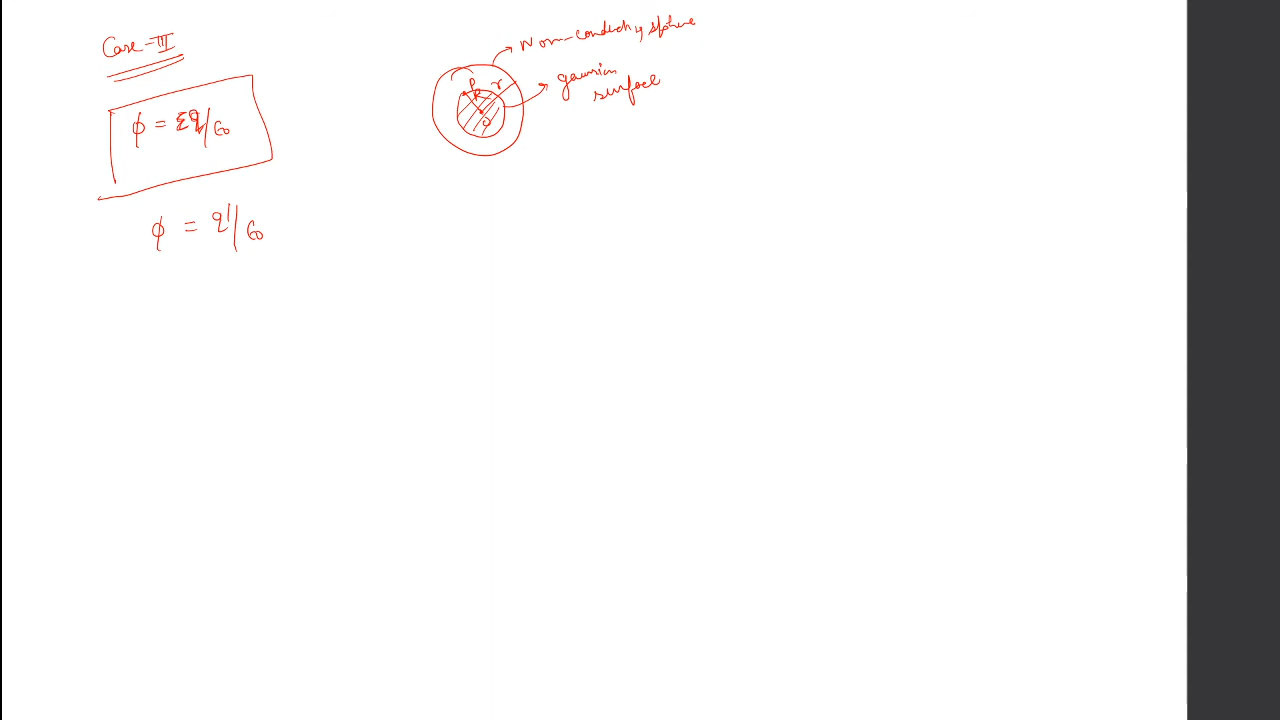 Case-III
ϕ = Σq/ϵ₀
ϕ = q'/ϵ₀
Non-conducting sphere
P
R
r
O
gaussian
surface